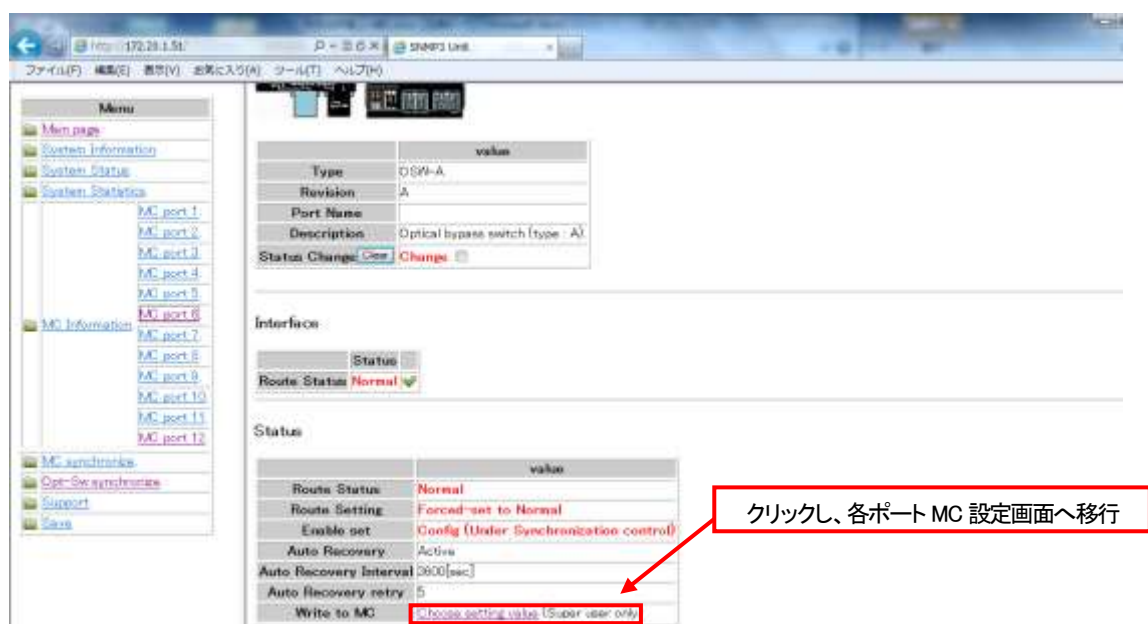 http://172.20.1.51/
SNMP3 Unit
ファイル(F) 編集(E) 表示(V) お気に入り(A) ツール(T) ヘルプ(H)
Menu
Main page
System Information
System Status
System Statistics
MC Information
MC port 1
MC port 2
MC port 3
MC port 4
MC port 5
MC port 6
MC port 7
MC port 8
MC port 9
MC port 10
MC port 11
MC port 12
MC synchronize
Opt-Sw synchronize
Support
Save
value
Type OSW-A
Revision A
Port Name
Description Optical bypass switch (type : A)
Status Change Clear Change
Interface
Status
Route Status Normal
Status
value
Route Status Normal
Route Setting Forced-set to Normal
Enable set Config (Under Synchronization control)
Auto Recovery Active
Auto Recovery Interval 3600[sec]
Auto Recovery retry 5
Write to MC Choose setting value (Super user only)
クリックし、各ポート MC 設定画面へ移行